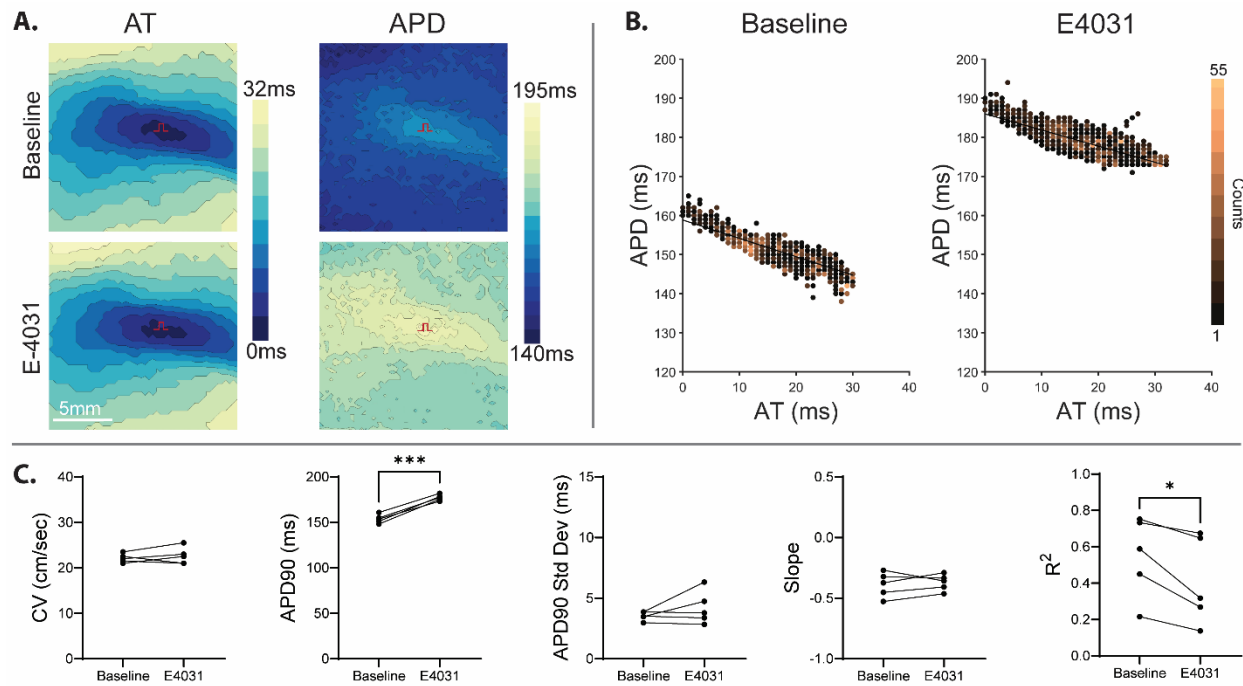 A.
AT
APD
Baseline
32ms
0ms
195ms
140ms
E-4031
5mm
B.
Baseline
E4031
APD (ms)
200
190
180
170
160
150
140
130
120
0 10 20 30 40
AT (ms)
APD (ms)
200
190
180
170
160
150
140
130
120
0 10 20 30 40
AT (ms)
55
Counts
1
C.
CV (cm/sec)
40
30
20
10
0
Baseline E4031
APD90 (ms)
200
150
100
50
0
***
Baseline E4031
APD90 Std Dev (ms)
15
10
5
0
Baseline E4031
Slope
0.5
0.0
-0.5
-1.0
Baseline E4031
R2
1.0
0.8
0.6
0.4
0.2
0.0
*
Baseline E4031